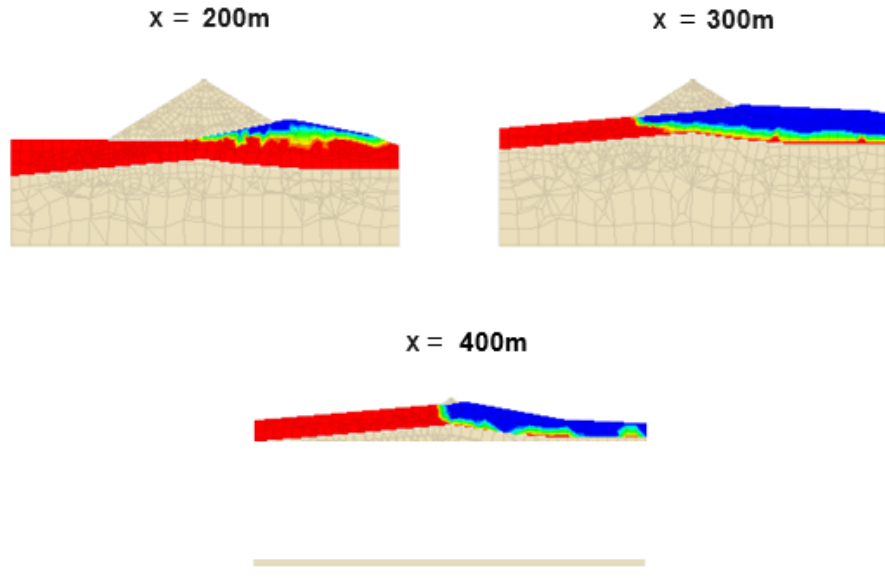 x = 200m
x = 300m
x = 400m